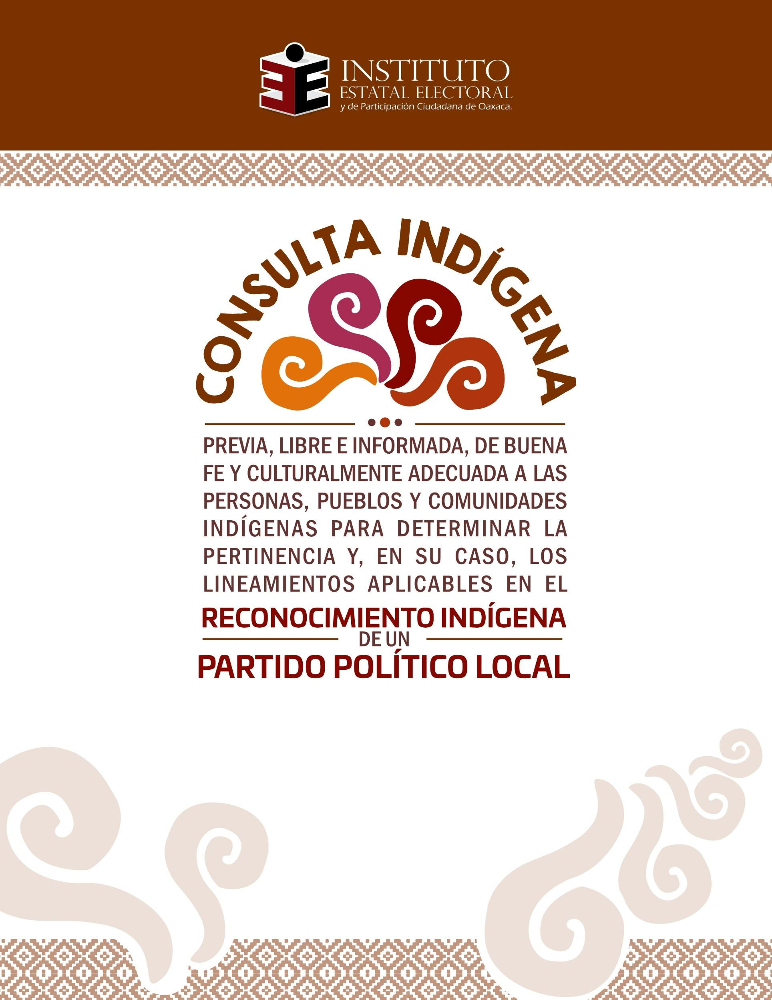 INSTITUTO
ESTATAL ELECTORAL
y de Participación Ciudadana de Oaxaca.
CONSULTA INDÍGENA
PREVIA, LIBRE E INFORMADA, DE BUENA
FE Y CULTURALMENTE ADECUADA A LAS
PERSONAS, PUEBLOS Y COMUNIDADES
INDÍGENAS PARA DETERMINAR LA
PERTINENCIA Y, EN SU CASO, LOS
LINEAMIENTOS APLICABLES EN EL
RECONOCIMIENTO INDÍGENA
DE UN
PARTIDO POLÍTICO LOCAL